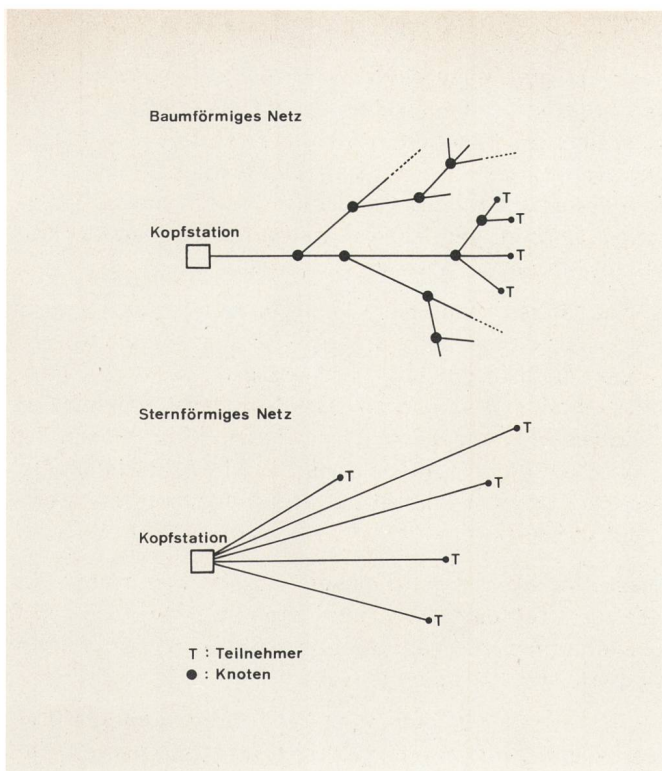 Baumförmiges Netz
T
T
Kopfstation
T
T
Sternförmiges Netz
T
T
T
Kopfstation
T
T
T : Teilnehmer
● : Knoten